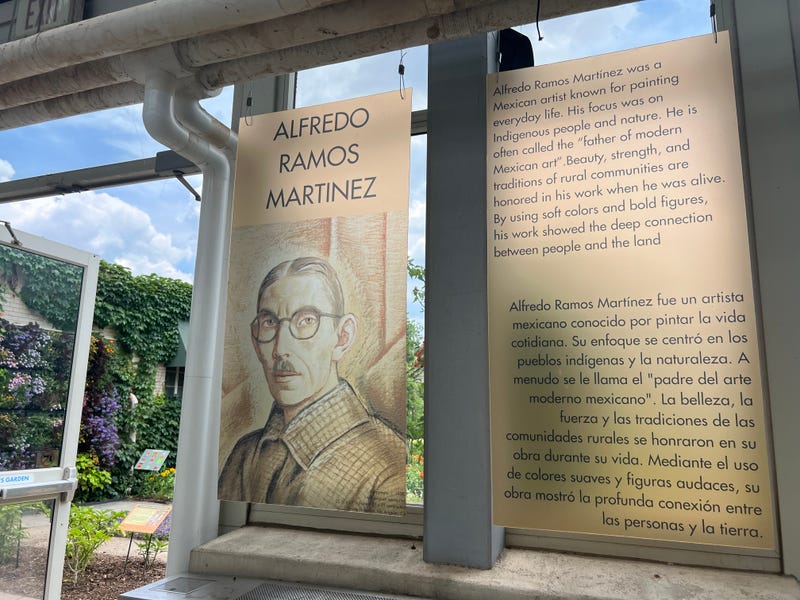 EXIT
ALFREDO
RAMOS
MARTINEZ
Alfredo Ramos Martínez was a
Mexican artist known for painting
everyday life. His focus was on
Indigenous people and nature. He is
often called the “father of modern
Mexican art”.Beauty, strength, and
traditions of rural communities are
honored in his work when he was alive.
By using soft colors and bold figures,
his work showed the deep connection
between people and the land
Alfredo Ramos Martínez fue un artista
mexicano conocido por pintar la vida
cotidiana. Su enfoque se centró en los
pueblos indígenas y la naturaleza. A
menudo se le llama el "padre del arte
moderno mexicano". La belleza, la
fuerza y las tradiciones de las
comunidades rurales se honraron en su
obra durante su vida. Mediante el uso
de colores suaves y figuras audaces, su
obra mostró la profunda conexión entre
las personas y la tierra.
GARDEN